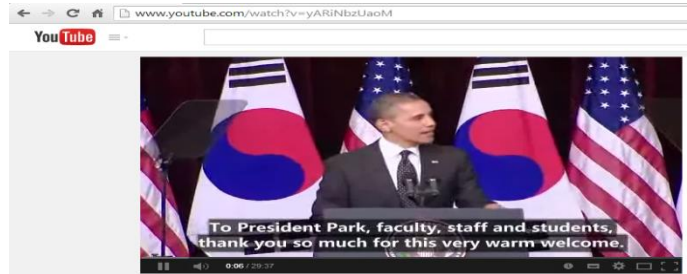 www.youtube.com/watch?v=yARiNbzUaoM
YouTube
To President Park, faculty, staff and students,
thank you so much for this very warm welcome.
0:06 / 29:37